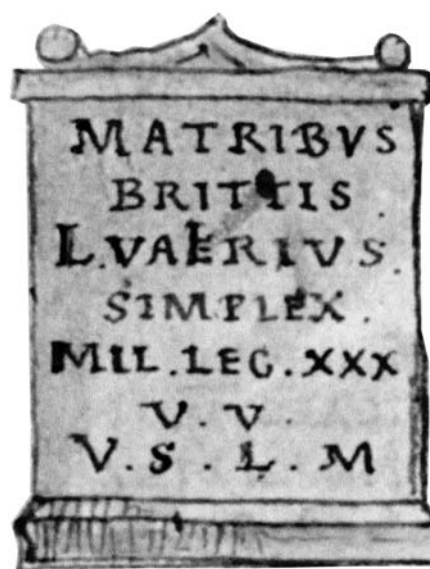 MATRIBVS
BRITTIS
L.VAERIVS.
SIMPLEX.
MIL.LEG.XXX
V.V.
V.S.L.M